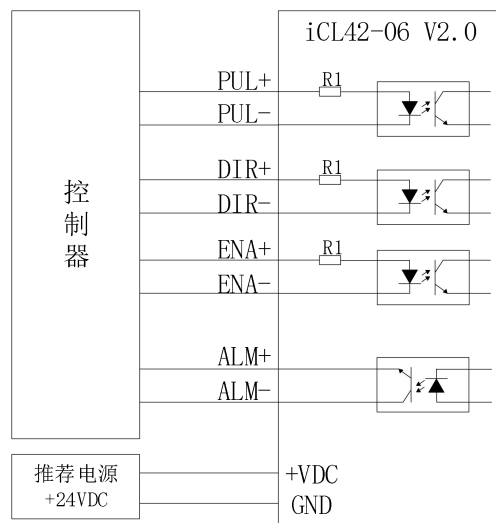 iCL42-06 V2.0
PUL+
R1
PUL-
DIR+
R1
DIR-
控制器
ENA+
R1
ENA-
ALM+
ALM-
推荐电源
+24VDC
+VDC
GND